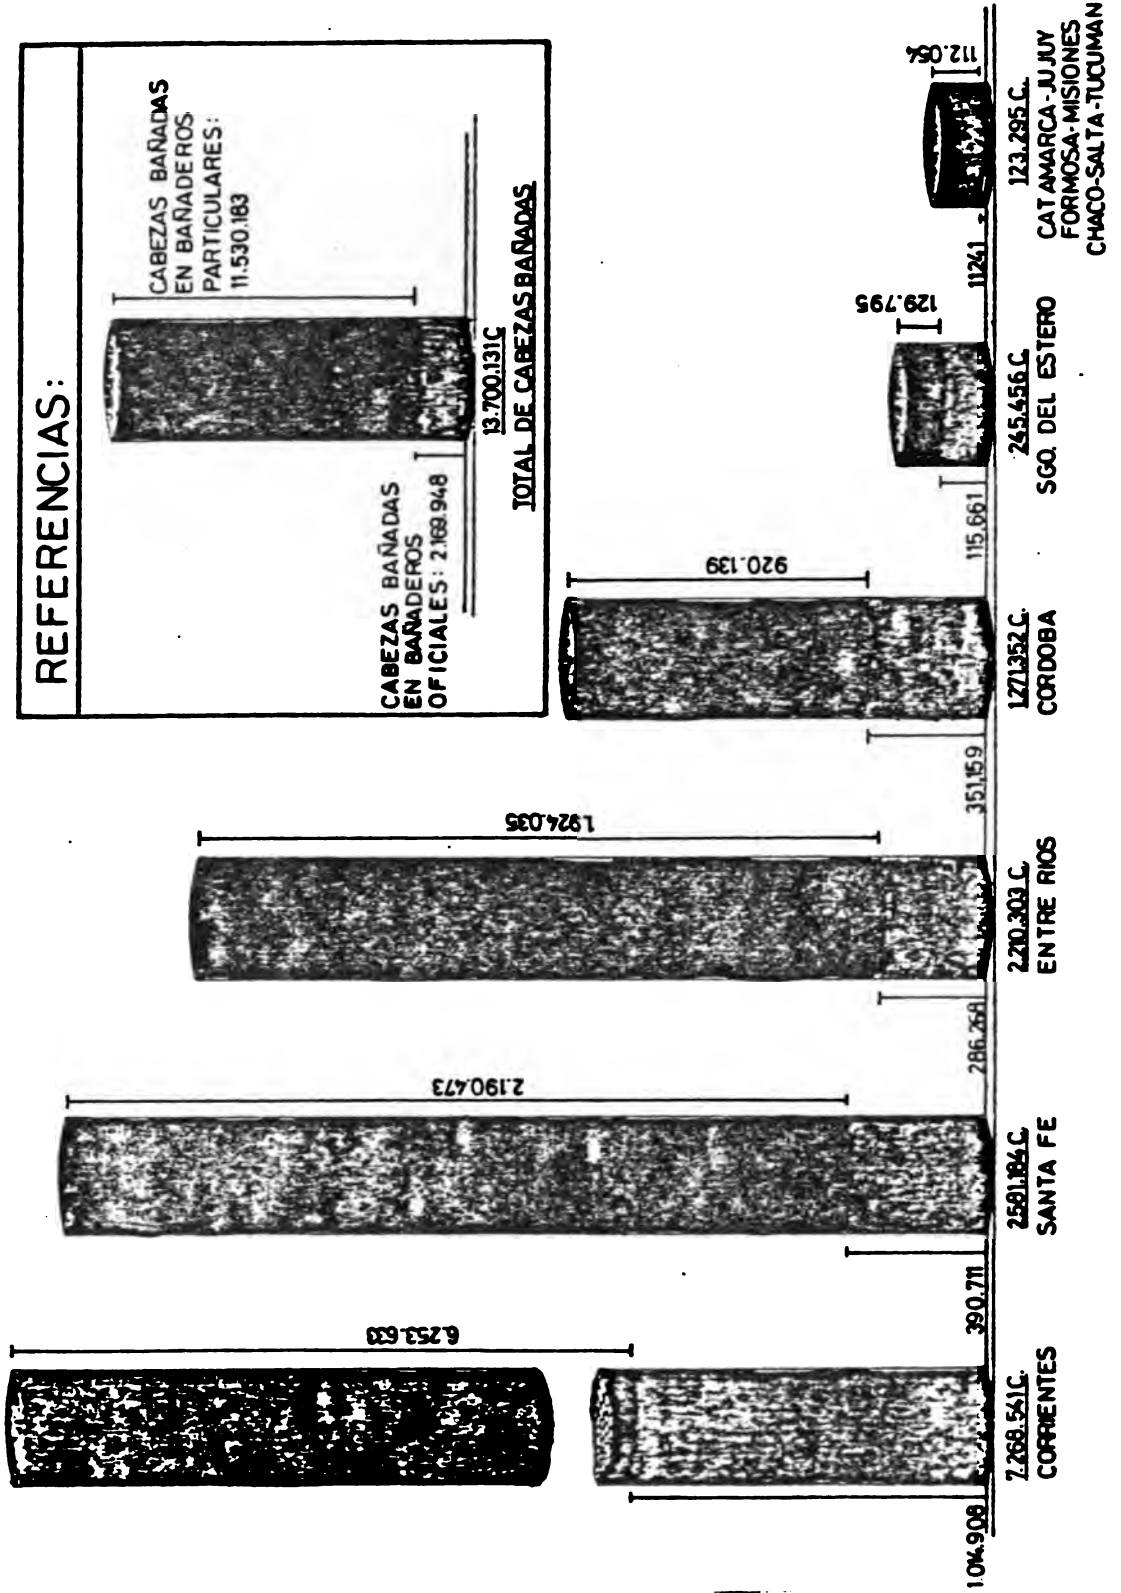 REFERENCIAS:
CABEZAS BAÑADAS
EN BAÑADEROS
PARTICULARES:
11.530.183
CABEZAS BAÑADAS
EN BAÑADEROS
OFICIALES: 2.169.948
13.700.131 C
TOTAL DE CABEZAS BAÑADAS
6.253.633
1.014.908
7.268.541 C.
CORRIENTES
2.190.473
390.711
2.581.184 C.
SANTA FE
1.924.035
286.268
2.210.303 C.
ENTRE RIOS
920.139
351.159
1.271.352 C.
CORDOBA
129.795
115.661
245.456 C.
SGO. DEL ESTERO
112.054
11241
123.295 C.
CATAMARCA-JUJUY
FORMOSA-MISIONES
CHACO-SALTA-TUCUMAN